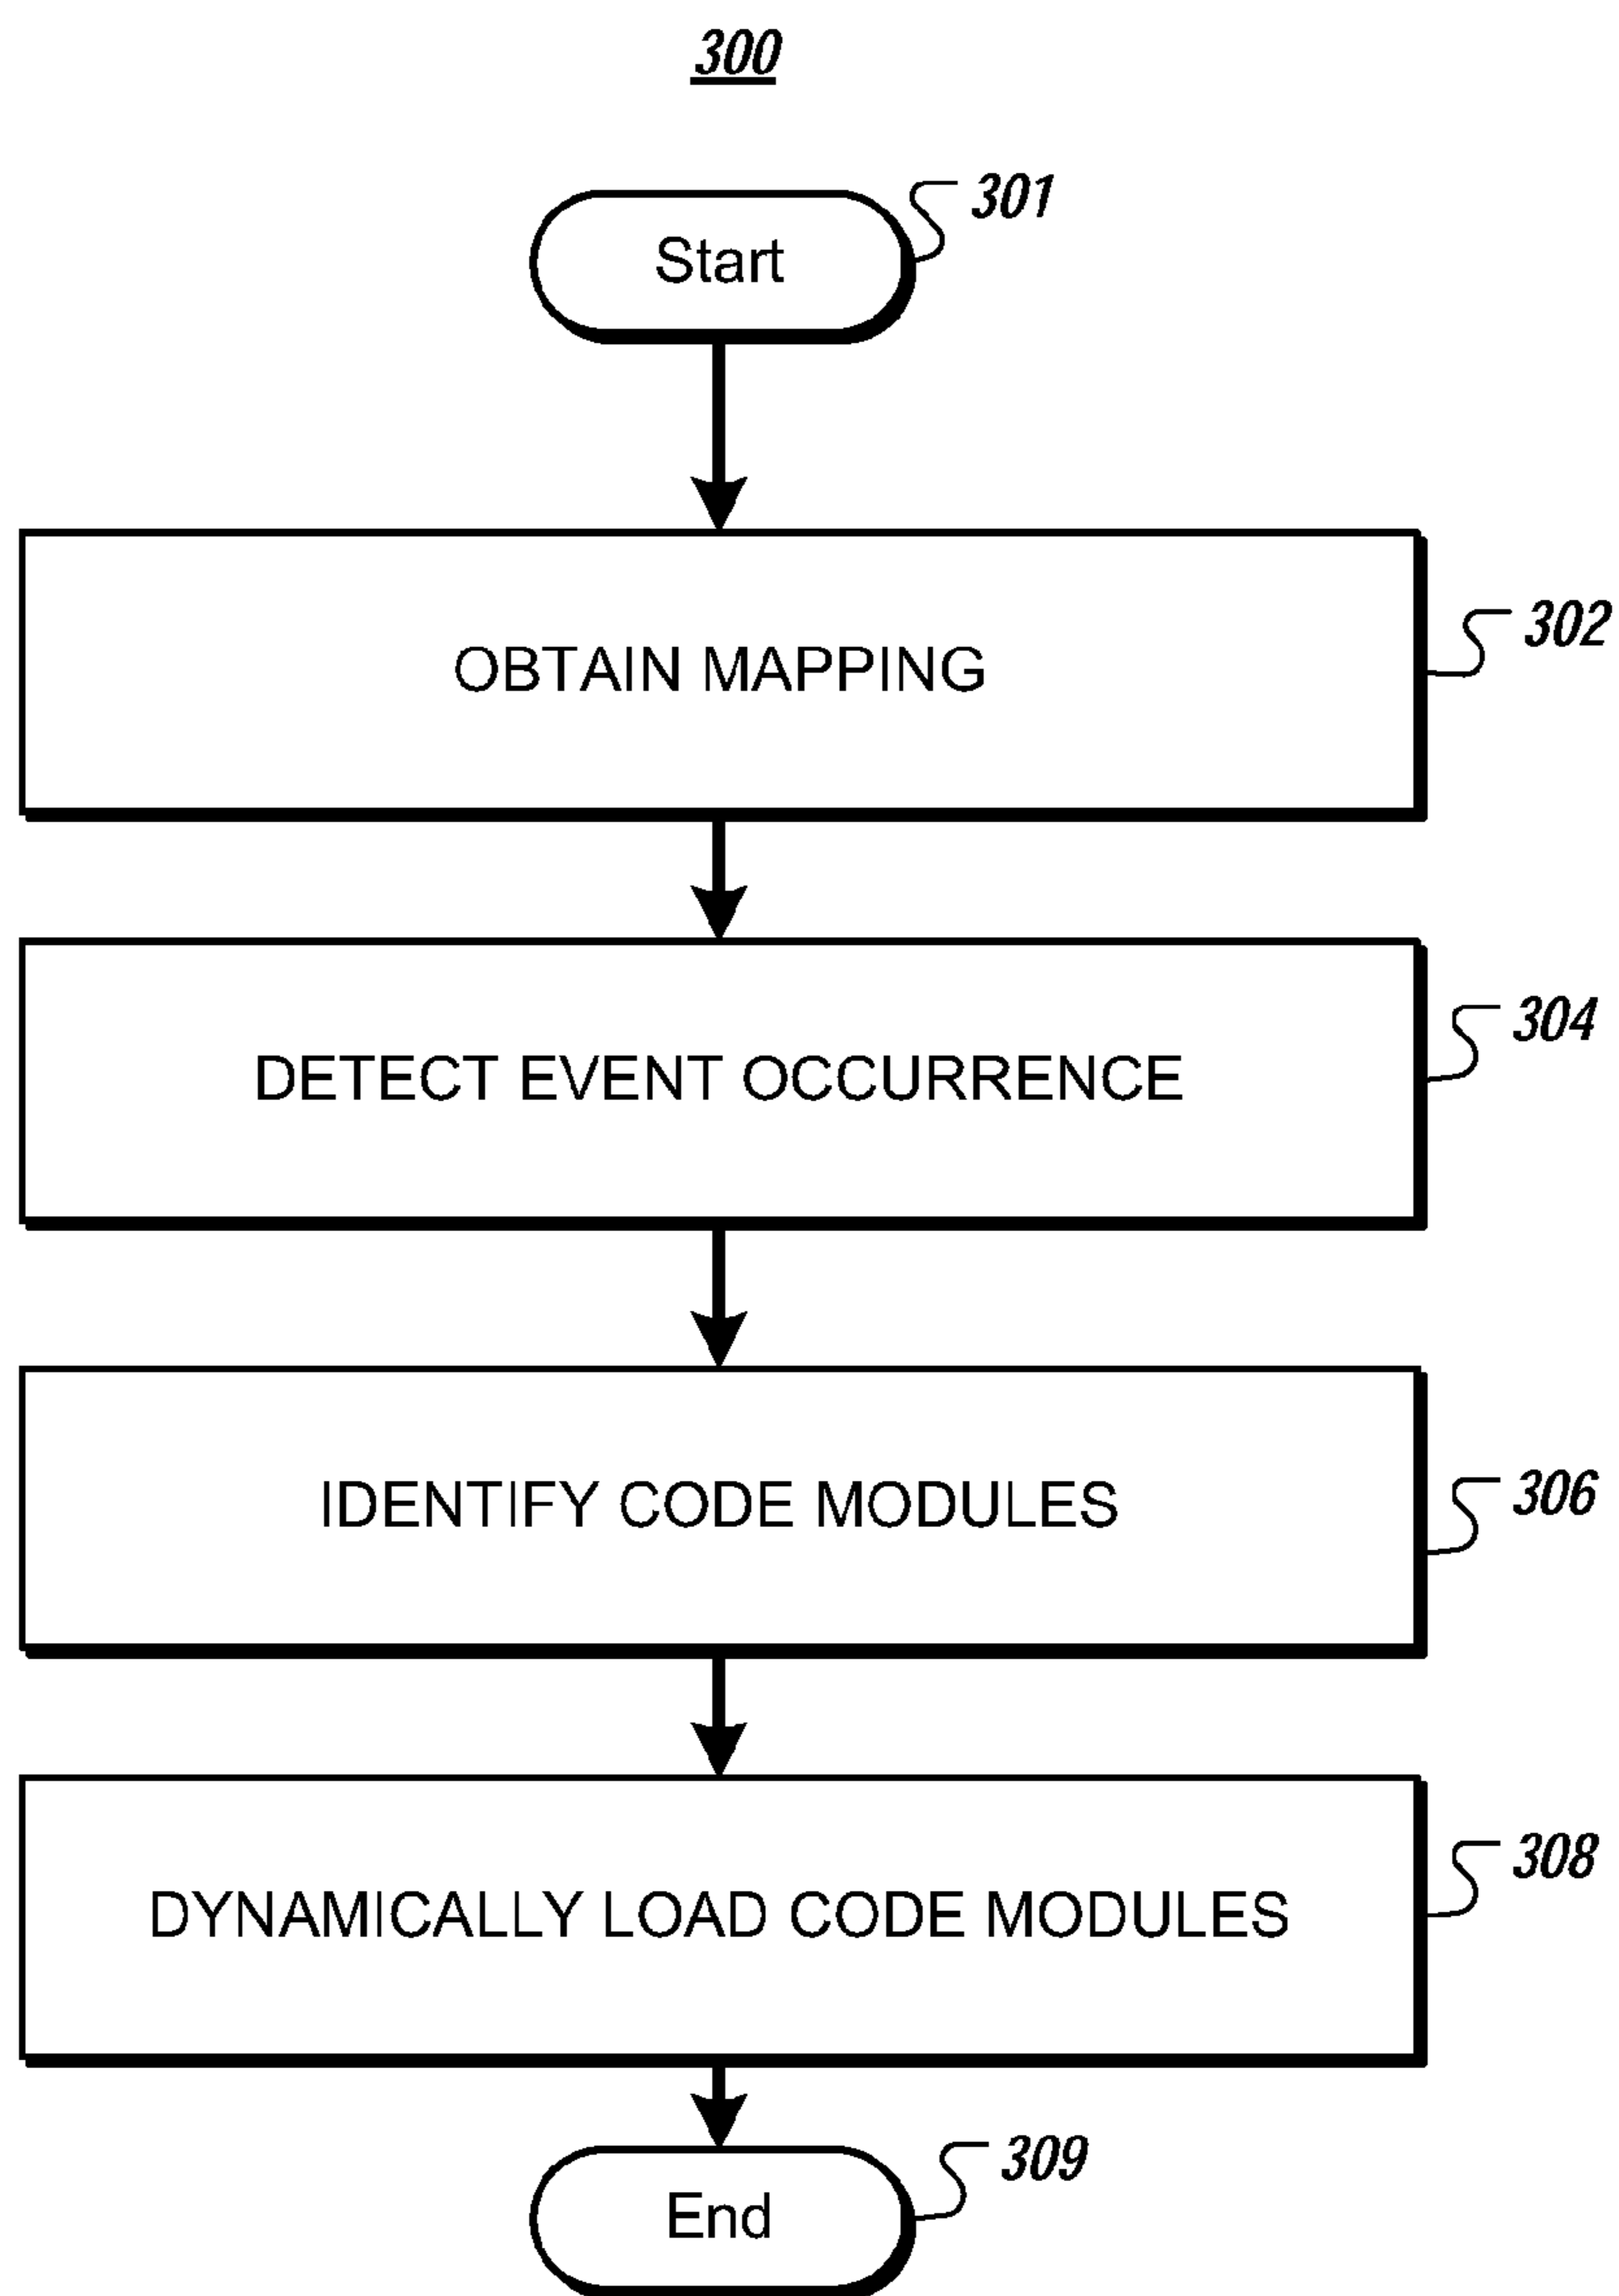 300
301
Start
302
OBTAIN MAPPING
304
DETECT EVENT OCCURRENCE
306
IDENTIFY CODE MODULES
308
DYNAMICALLY LOAD CODE MODULES
309
End